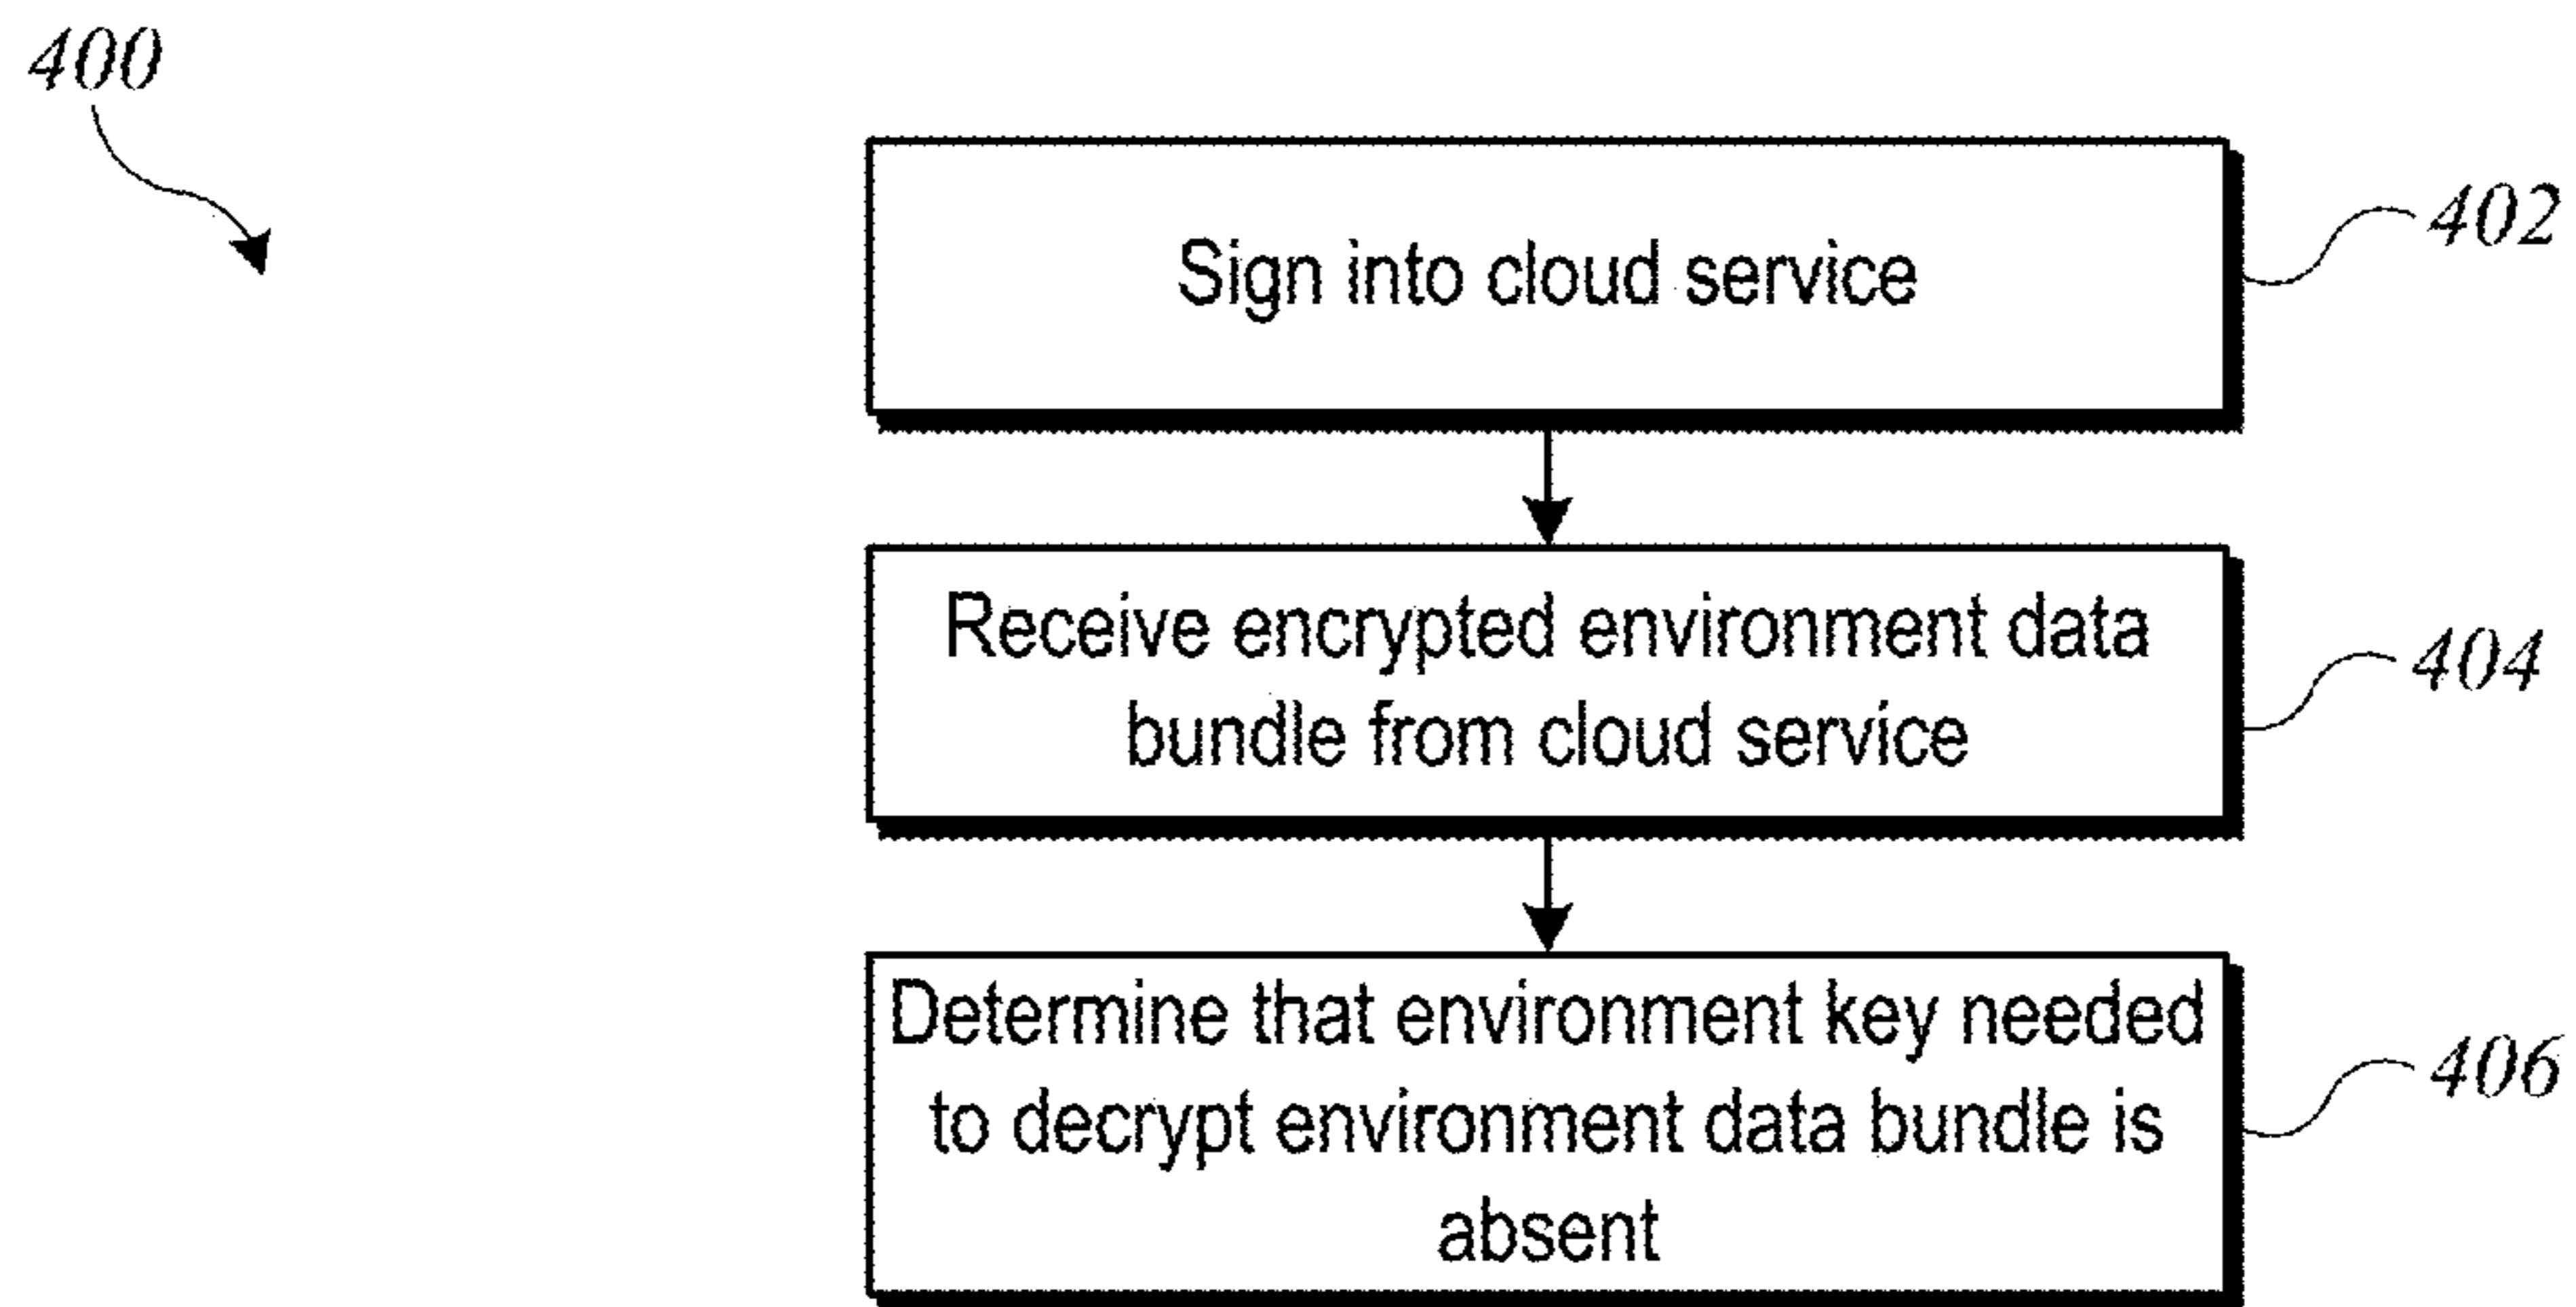 400
Sign into cloud service
402
Receive encrypted environment data
bundle from cloud service
404
Determine that environment key needed
to decrypt environment data bundle is
absent
406